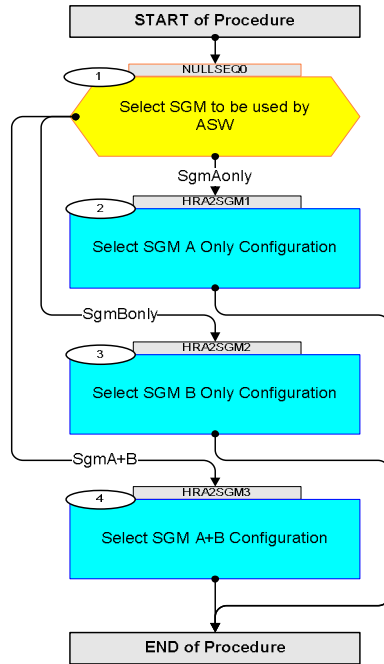 START of Procedure
NULLSEQ0
1
Select SGM to be used by
ASW
SgmAonly
HRA2SGM1
2
Select SGM A Only Configuration
SgmBonly
HRA2SGM2
3
Select SGM B Only Configuration
SgmA+B
HRA2SGM3
4
Select SGM A+B Configuration
END of Procedure